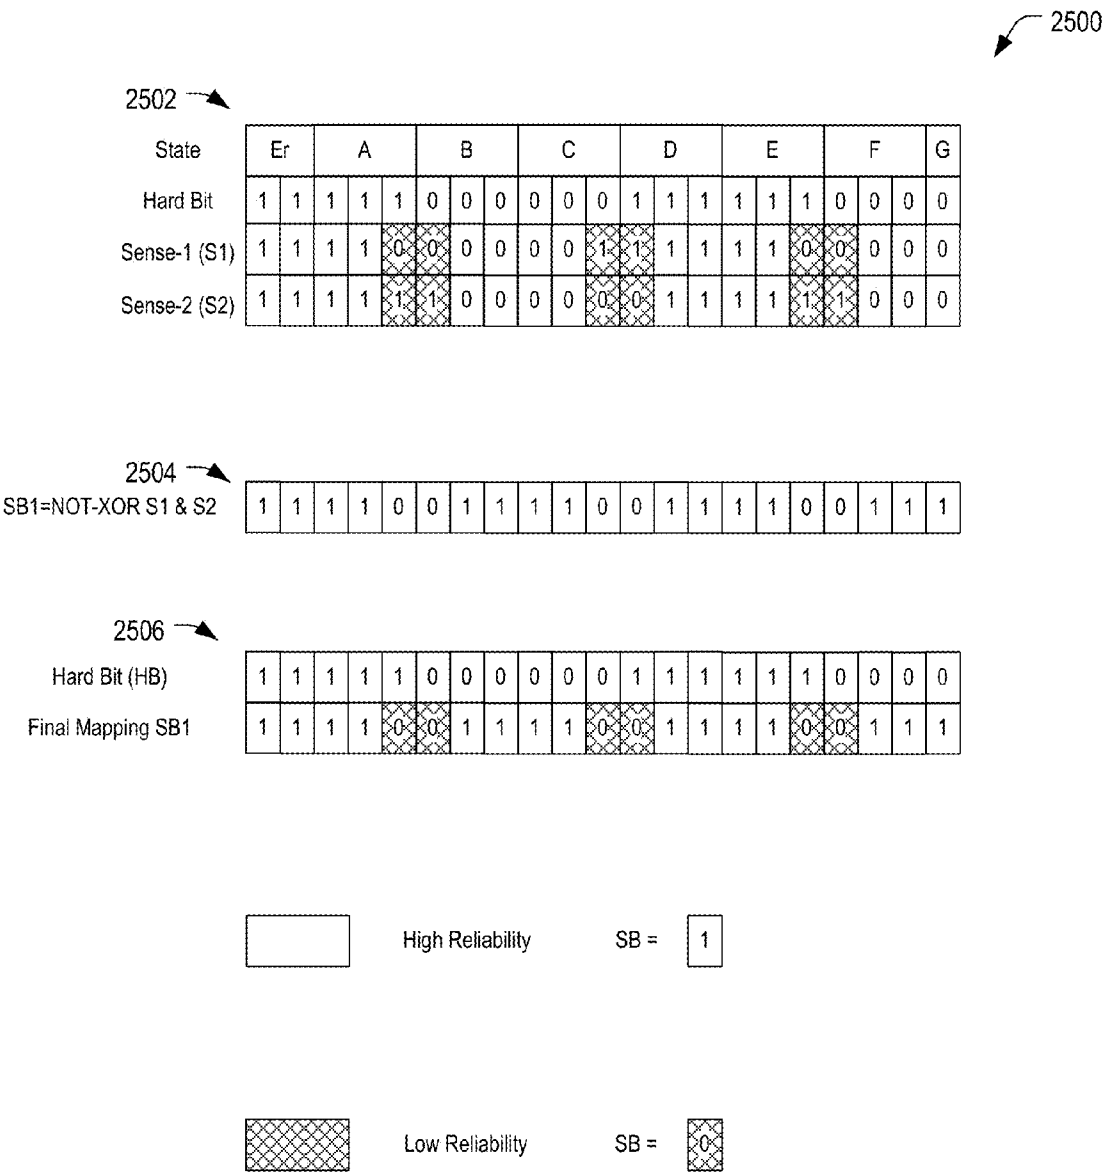 2500
2502
State Er A B C D E F G
Hard Bit 1 1 1 1 1 0 0 0 0 0 0 1 1 1 1 1 1 0 0 0 0
Sense-1 (S1) 1 1 1 1 0 0 0 0 0 0 1 1 1 1 1 1 0 0 0 0 0
Sense-2 (S2) 1 1 1 1 1 1 0 0 0 0 0 0 1 1 1 1 1 1 0 0 0
2504
SB1=NOT-XOR S1 & S2 1 1 1 1 0 0 1 1 1 1 0 0 1 1 1 1 0 0 1 1 1
2506
Hard Bit (HB) 1 1 1 1 1 0 0 0 0 0 0 1 1 1 1 1 1 0 0 0 0
Final Mapping SB1 1 1 1 1 0 0 1 1 1 1 0 0 1 1 1 1 0 0 1 1 1
High Reliability SB = 1
Low Reliability SB = 0